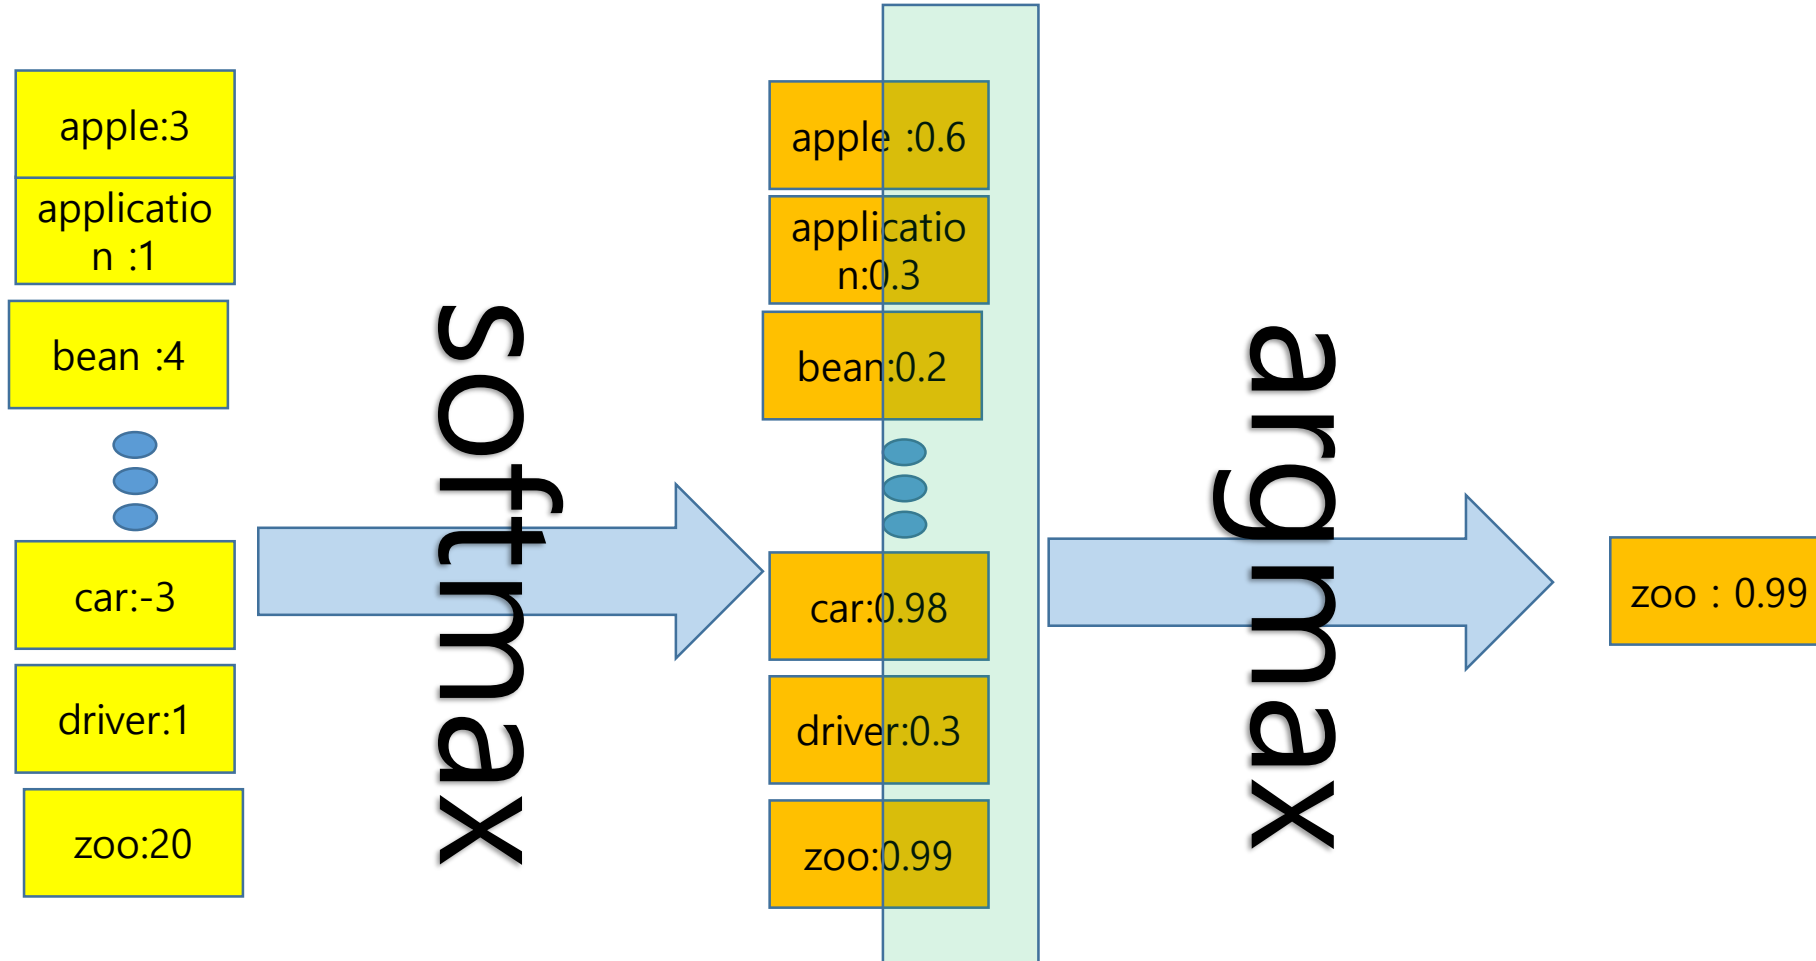 apple:3
applicatio
n :1
bean :4
car:-3
driver:1
zoo:20
softmax
apple :0.6
applicatio
n:0.3
bean:0.2
car:0.98
driver:0.3
zoo:0.99
argmax
zoo : 0.99